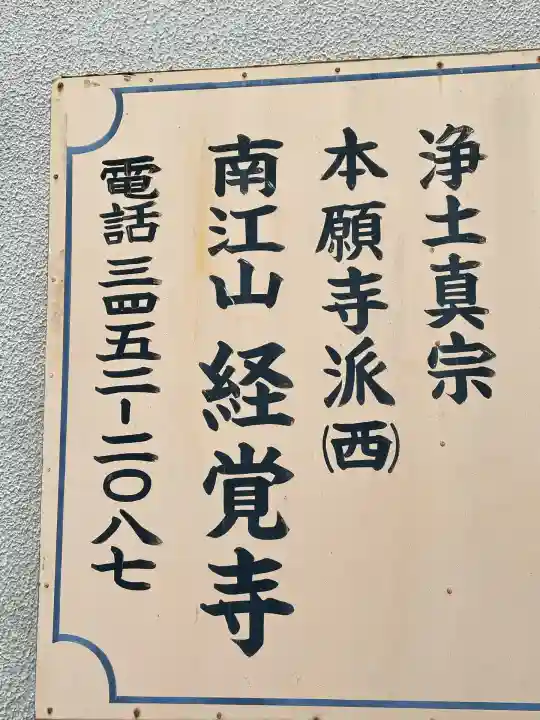 浄土真宗
本願寺派(西)
南江山 経覚寺
電話 三四五二-二〇八七